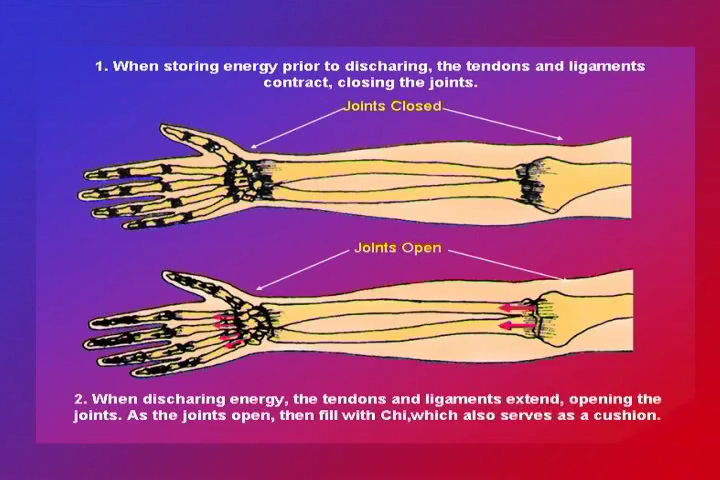 1. When storing energy prior to discharing, the tendons and ligaments
contract, closing the joints.
Joints Closed
Joints Open
2. When discharing energy, the tendons and ligaments extend, opening the
joints. As the joints open, then fill with Chi,which also serves as a cushion.